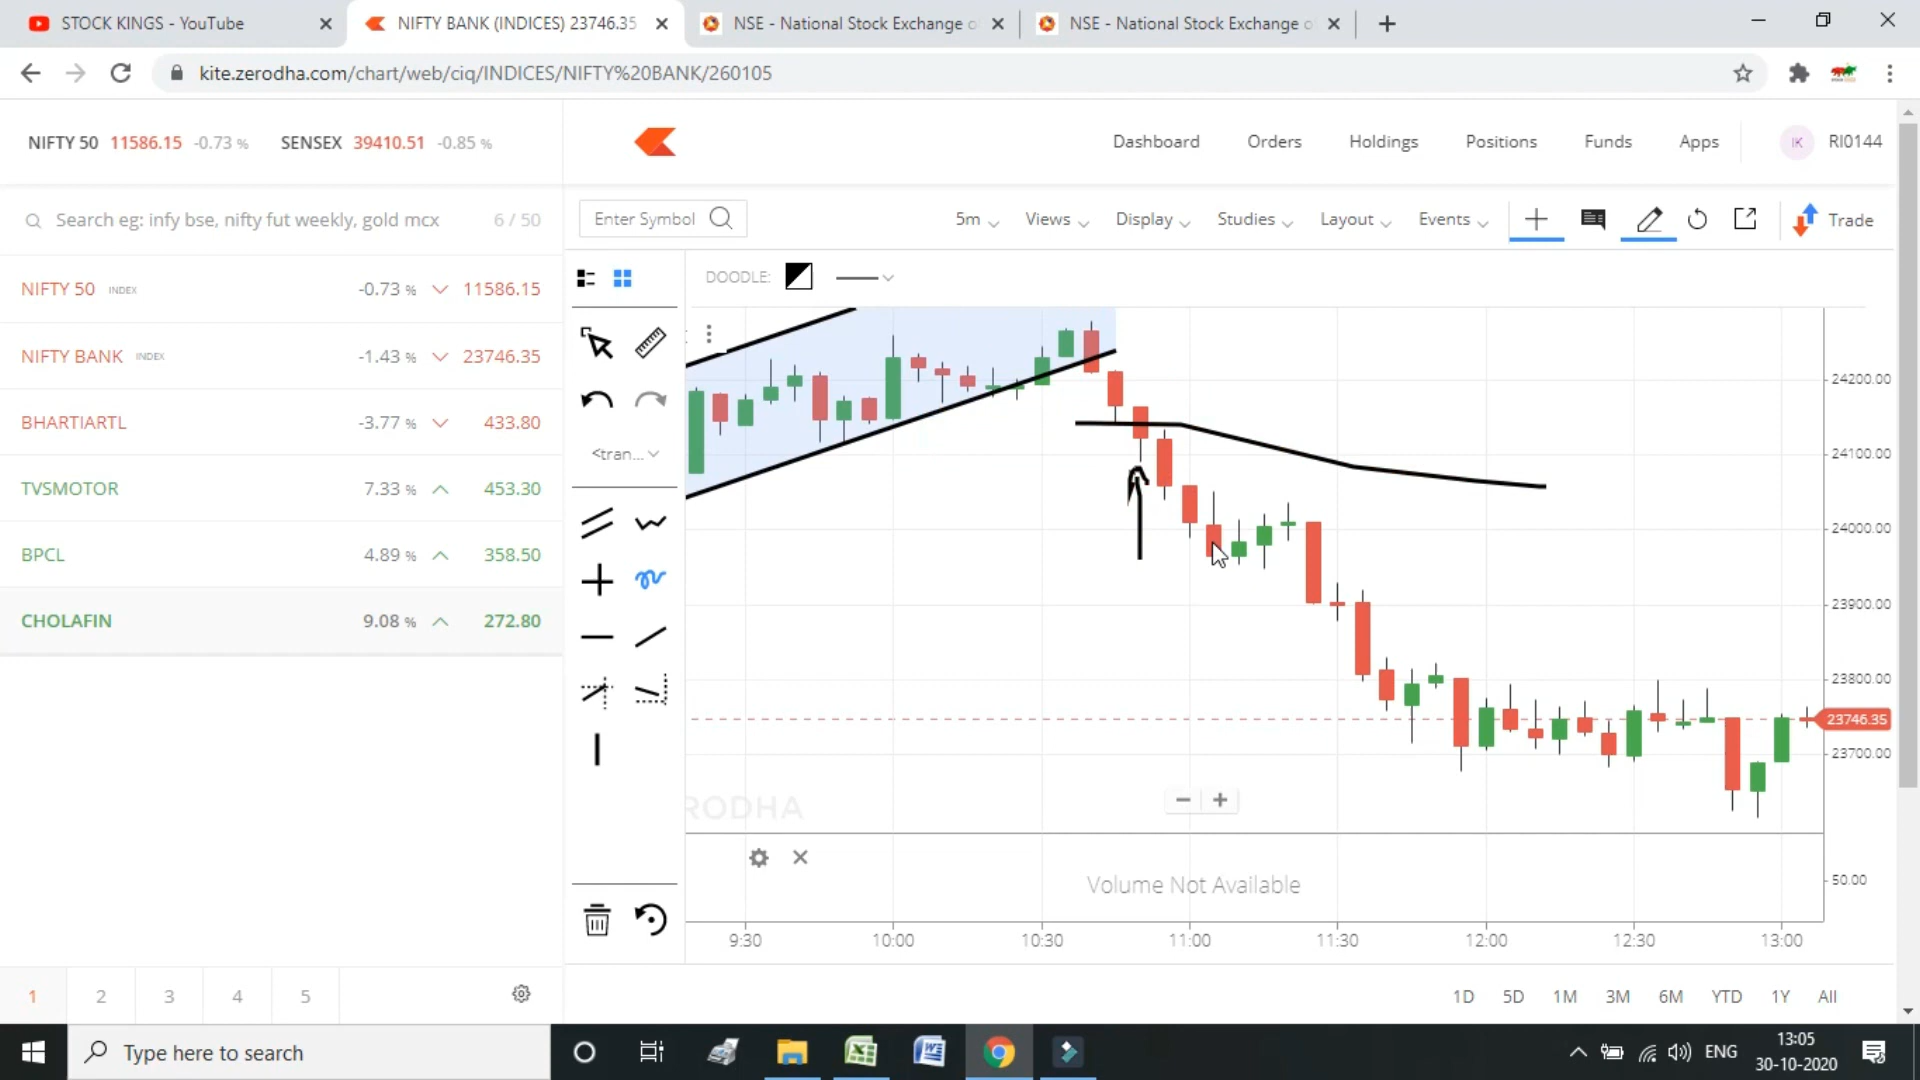 STOCK KINGS - YouTube
NIFTY BANK (INDICES) 23746.35
NSE - National Stock Exchange o
NSE - National Stock Exchange o
kite.zerodha.com/chart/web/ciq/INDICES/NIFTY%20BANK/260105
NIFTY 50 11586.15 -0.73 %
SENSEX 39410.51 -0.85 %
Dashboard
Orders
Holdings
Positions
Funds
Apps
IK
RI0144
Search eg: infy bse, nifty fut weekly, gold mcx
6 / 50
Enter Symbol
5m
Views
Display
Studies
Layout
Events
Trade
NIFTY 50 INDEX -0.73 % 11586.15
NIFTY BANK INDEX -1.43 % 23746.35
BHARTIARTL -3.77 % 433.80
TVSMOTOR 7.33 % 453.30
BPCL 4.89 % 358.50
CHOLAFIN 9.08 % 272.80
DOODLE:
<tran...
24200.00
24100.00
24000.00
23900.00
23800.00
23746.35
23700.00
RODHA
Volume Not Available
50.00
9:30
10:00
10:30
11:00
11:30
12:00
12:30
13:00
1
2
3
4
5
1D
5D
1M
3M
6M
YTD
1Y
All
Type here to search
ENG
13:05
30-10-2020